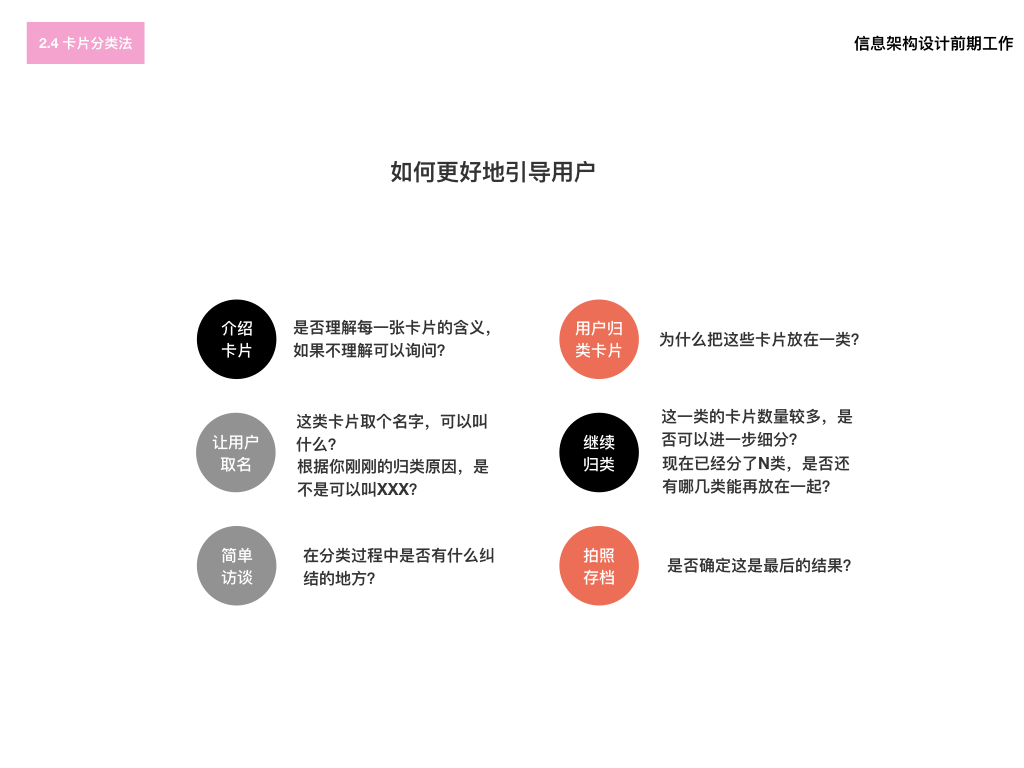 2.4 卡片分类法
信息架构设计前期工作
如何更好地引导用户
介绍
卡片
是否理解每一张卡片的含义，
如果不理解可以询问？
用户归
类卡片
为什么把这些卡片放在一类？
让用户
取名
这类卡片取个名字，可以叫
什么？
根据你刚刚的归类原因，是
不是可以叫XXX？
继续
归类
这一类的卡片数量较多，是
否可以进一步细分？
现在已经分了N类，是否还
有哪几类能再放在一起？
简单
访谈
在分类过程中是否有什么纠
结的地方？
拍照
存档
是否确定这是最后的结果？